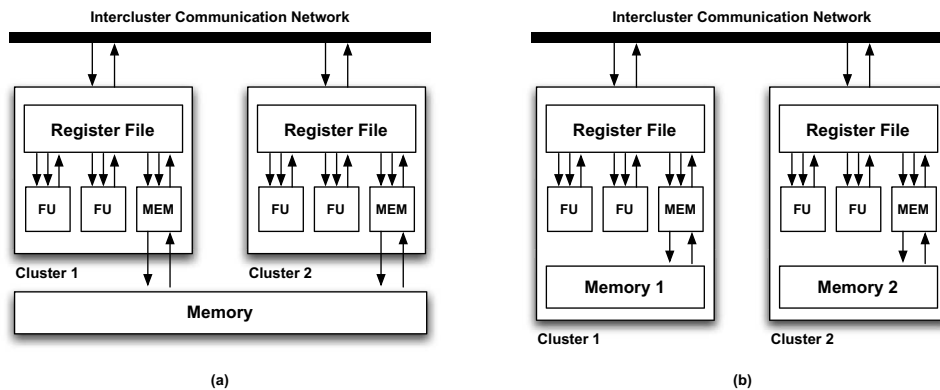 Intercluster Communication Network
Register File
FU
FU
MEM
Cluster 1
Register File
FU
FU
MEM
Cluster 2
Memory
(a)
Intercluster Communication Network
Register File
FU
FU
MEM
Memory 1
Cluster 1
Register File
FU
FU
MEM
Memory 2
Cluster 2
(b)